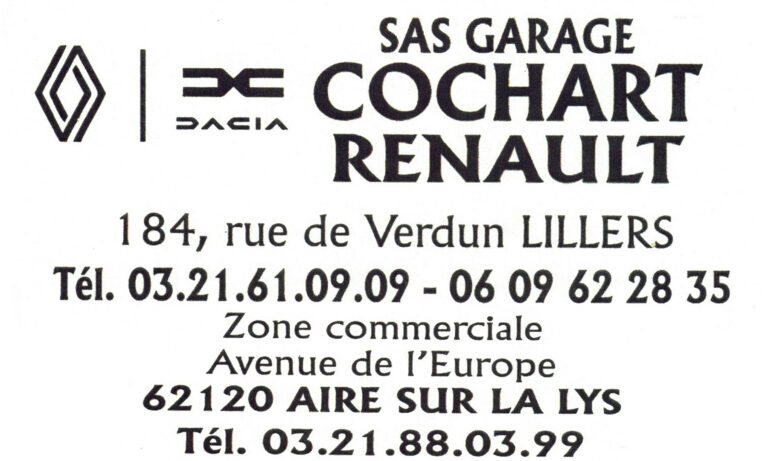 SAS GARAGE
COCHART
RENAULT
DACIA
184, rue de Verdun LILLERS
Tél. 03.21.61.09.09 - 06 09 62 28 35
Zone commerciale
Avenue de l'Europe
62120 AIRE SUR LA LYS
Tél. 03.21.88.03.99